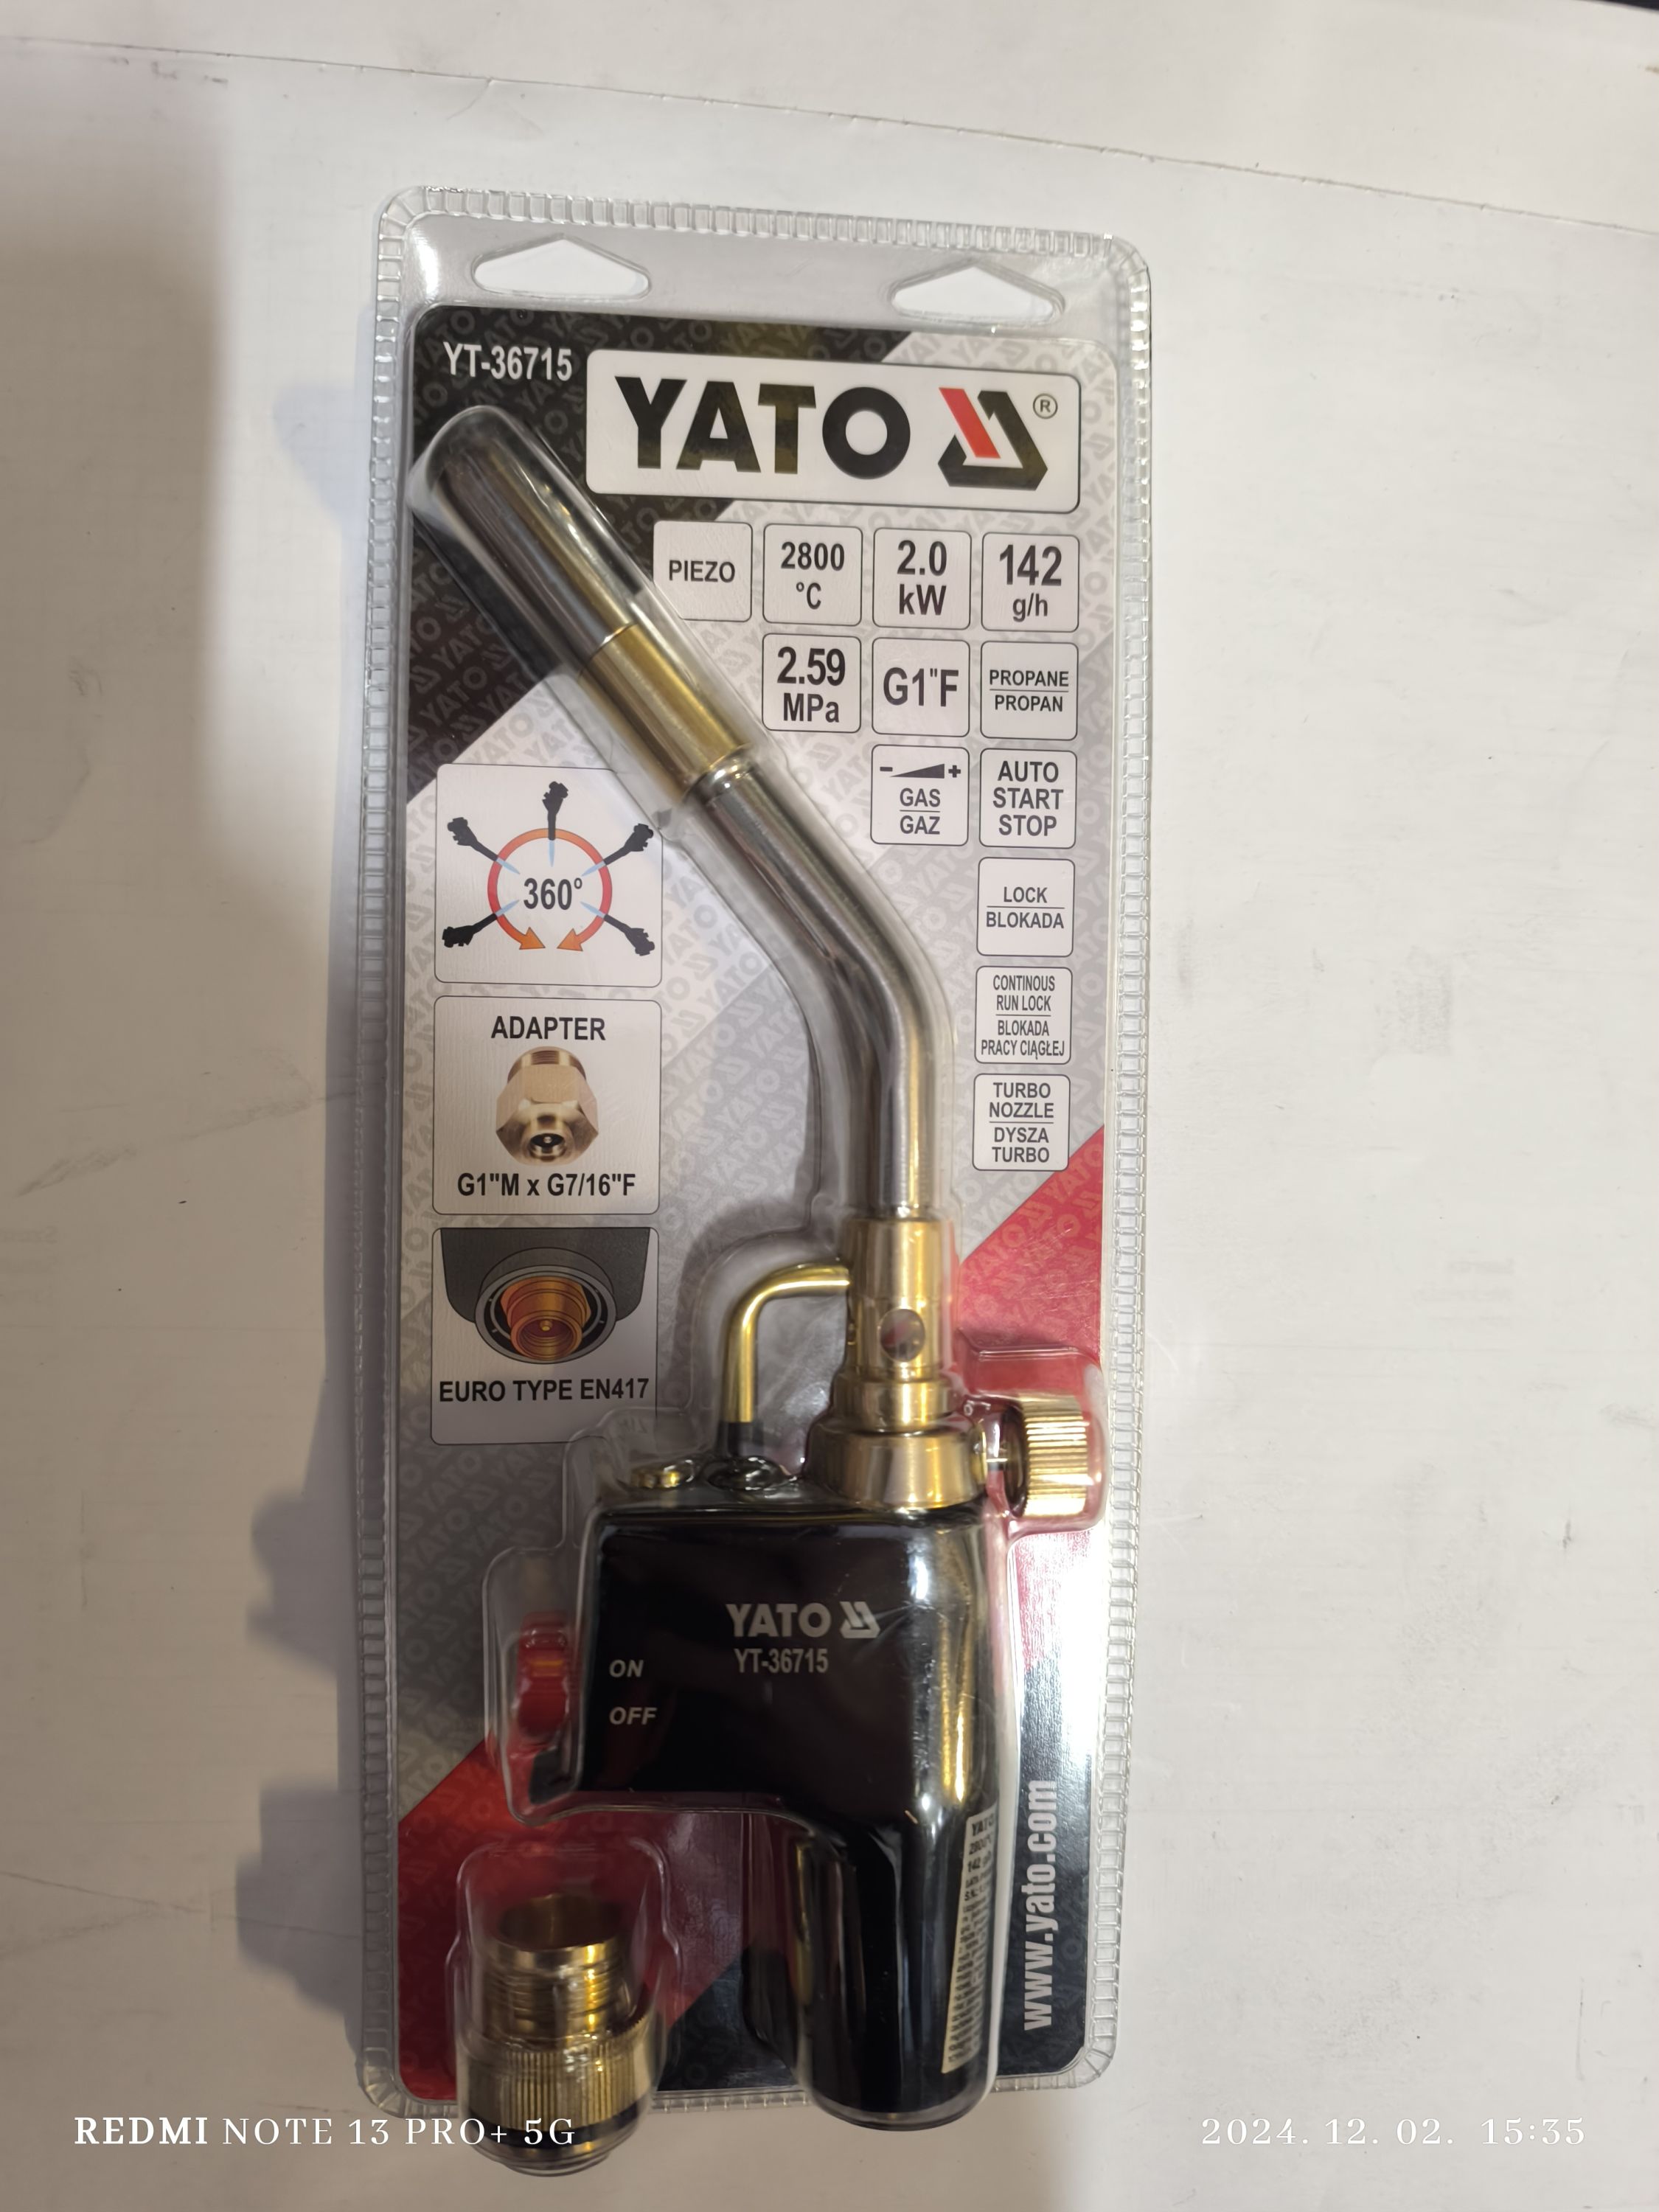 YT-36715
YATO ®
PIEZO
2800
°C
2.0
kW
142
g/h
2.59
MPa
G1"F
PROPANE
PROPAN
- +
GAS
GAZ
AUTO
START
STOP
LOCK
BLOKADA
CONTINOUS
RUN LOCK
BLOKADA
PRACY CIĄGŁEJ
TURBO
NOZZLE
DYSZA
TURBO
360°
ADAPTER
G1"M x G7/16"F
EURO TYPE EN417
YATO
YT-36715
ON
OFF
www.yato.com
REDMI NOTE 13 PRO+ 5G
2024. 12. 02. 15:35